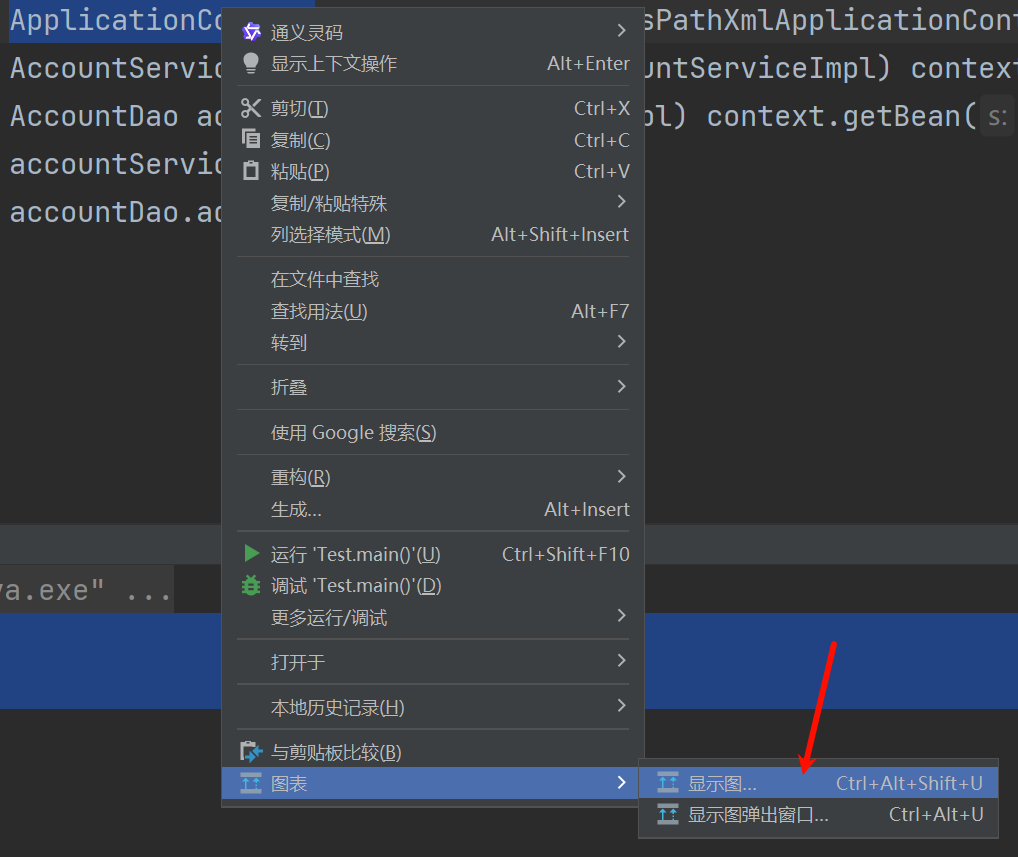 ApplicationCo
sPathXmlApplicationCont
AccountServic
untServiceImpl) context
AccountDao ac
pl) context.getBean( s:
accountServic
accountDao.ac
通义灵码
显示上下文操作 Alt+Enter
剪切(T) Ctrl+X
复制(C) Ctrl+C
粘贴(P) Ctrl+V
复制/粘贴特殊
列选择模式(M) Alt+Shift+Insert
在文件中查找
查找用法(U) Alt+F7
转到
折叠
使用 Google 搜索(S)
重构(R)
生成... Alt+Insert
运行 'Test.main()'(U) Ctrl+Shift+F10
调试 'Test.main()'(D)
更多运行/调试
打开于
本地历史记录(H)
与剪贴板比较(B)
图表
显示图... Ctrl+Alt+Shift+U
显示图弹出窗口... Ctrl+Alt+U
va.exe" ...